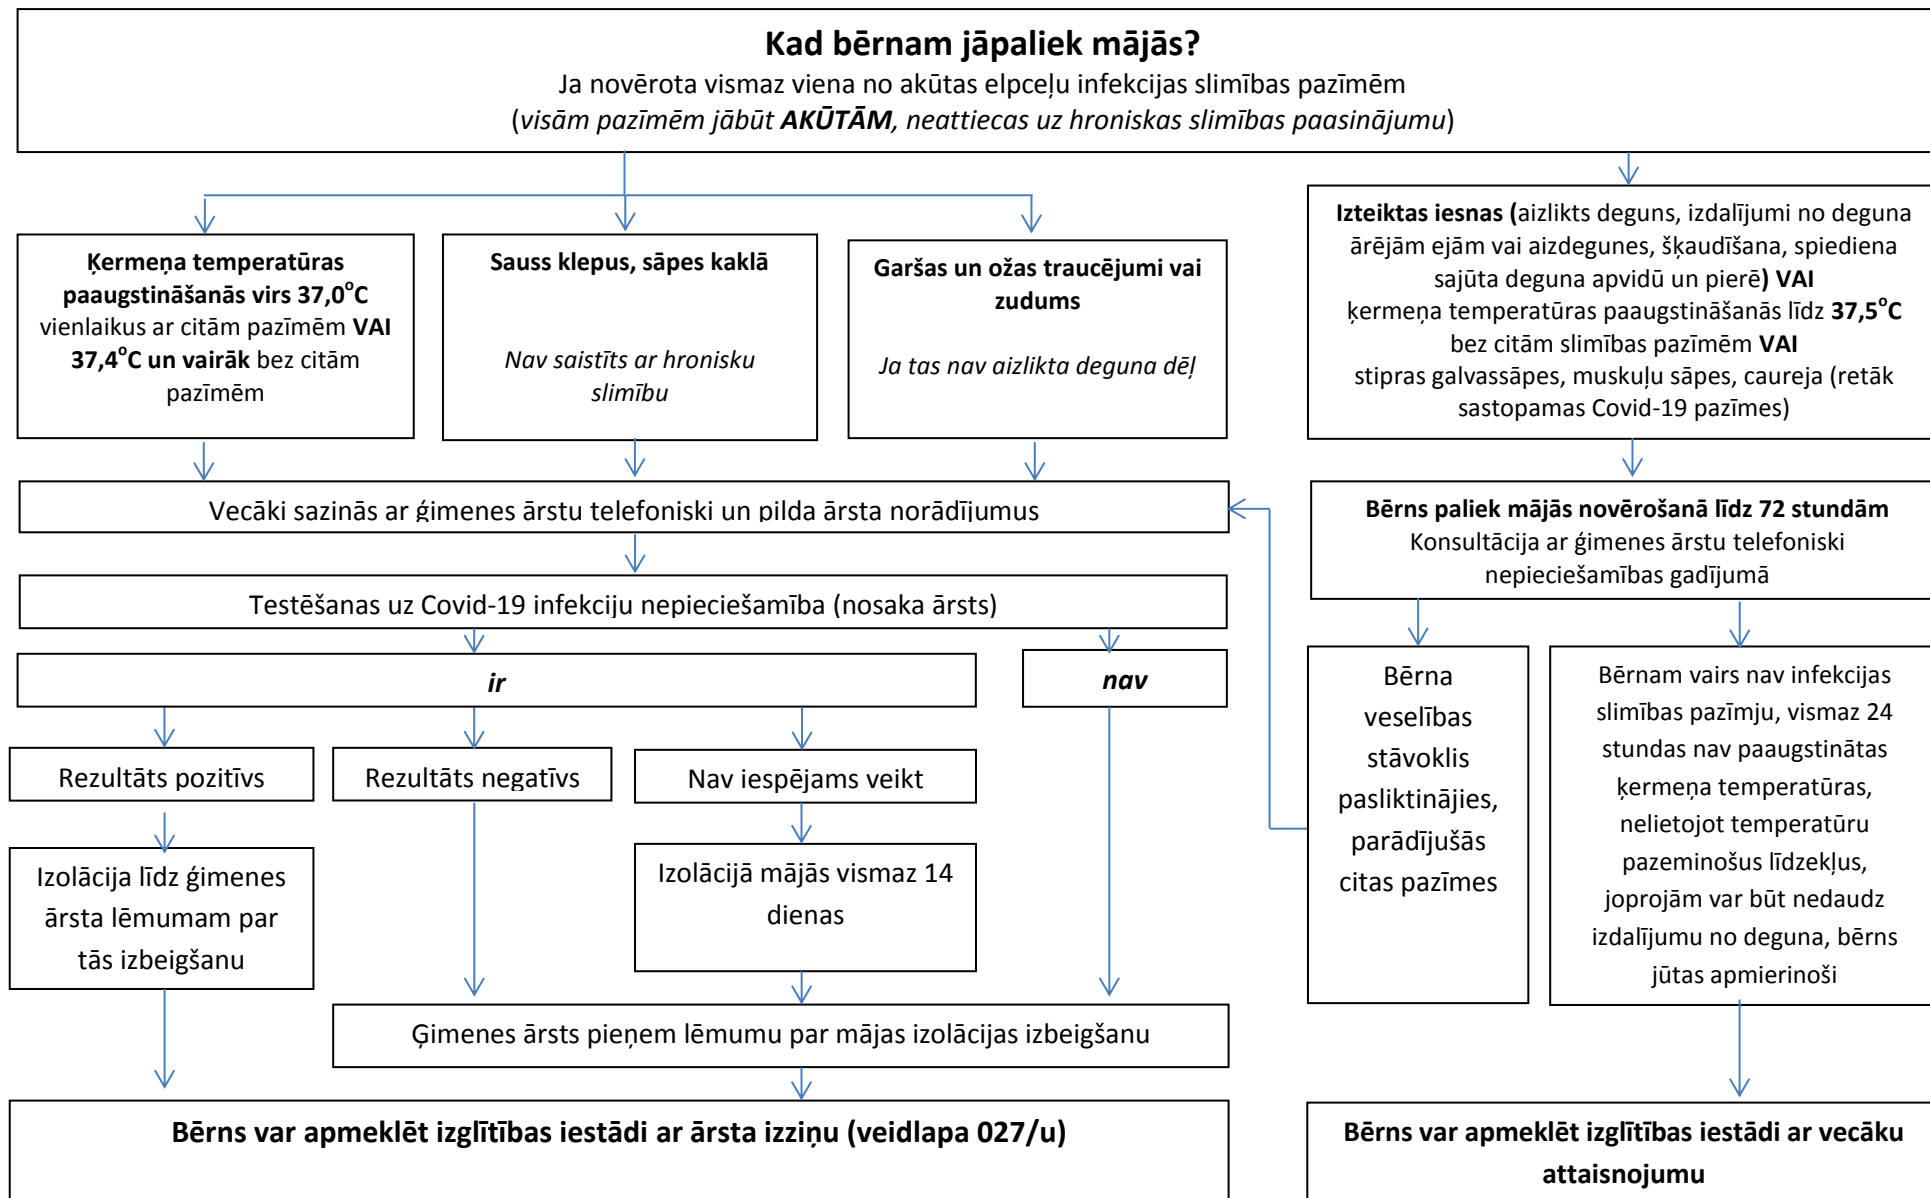 Kad bērnam jāpaliek mājās?
Ja novērota vismaz viena no akūtas elpceļu infekcijas slimības pazīmēm
(visām pazīmēm jābūt AKŪTĀM, neattiecas uz hroniskas slimības paasinājumu)
Ķermeņa temperatūras
paaugstināšanās virs 37,0°C
vienlaikus ar citām pazīmēm VAI
37,4°C un vairāk bez citām
pazīmēm
Sauss klepus, sāpes kaklā
Nav saistīts ar hronisku
slimību
Garšas un ožas traucējumi vai
zudums
Ja tas nav aizlikta deguna dēļ
Izteiktas iesnas (aizlikts deguns, izdalījumi no deguna
ārējām ejām vai aizdegunes, šķaudīšana, spiediena
sajūta deguna apvidū un pierē) VAI
ķermeņa temperatūras paaugstināšanās līdz 37,5°C
bez citām slimības pazīmēm VAI
stipras galvassāpes, muskuļu sāpes, caureja (retāk
sastopamas Covid-19 pazīmes)
Vecāki sazinās ar ģimenes ārstu telefoniski un pilda ārsta norādījumus
Bērns paliek mājās novērošanā līdz 72 stundām
Konsultācija ar ģimenes ārstu telefoniski
nepieciešamības gadījumā
Testēšanas uz Covid-19 infekciju nepieciešamība (nosaka ārsts)
ir
nav
Rezultāts pozitīvs
Rezultāts negatīvs
Nav iespējams veikt
Izolācija līdz ģimenes
ārsta lēmumam par
tās izbeigšanu
Izolācijā mājās vismaz 14
dienas
Bērna
veselības
stāvoklis
pasliktinājies,
parādījušās
citas pazīmes
Bērnam vairs nav infekcijas
slimības pazīmju, vismaz 24
stundas nav paaugstinātas
ķermeņa temperatūras,
nelietojot temperatūru
pazeminošus līdzekļus,
joprojām var būt nedaudz
izdalījumu no deguna, bērns
jūtas apmierinoši
Ģimenes ārsts pieņem lēmumu par mājas izolācijas izbeigšanu
Bērns var apmeklēt izglītības iestādi ar ārsta izziņu (veidlapa 027/u)
Bērns var apmeklēt izglītības iestādi ar vecāku
attaisnojumu